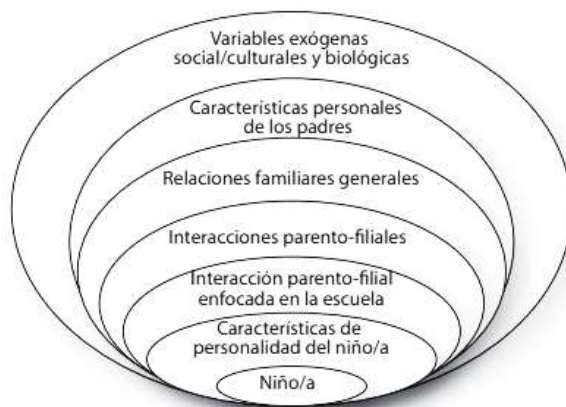 Variables exógenas
social/culturales y biológicas
Características personales
de los padres
Relaciones familiares generales
Interacciones parento-filiales
Interacción parento-filial
enfocada en la escuela
Características de
personalidad del niño/a
Niño/a